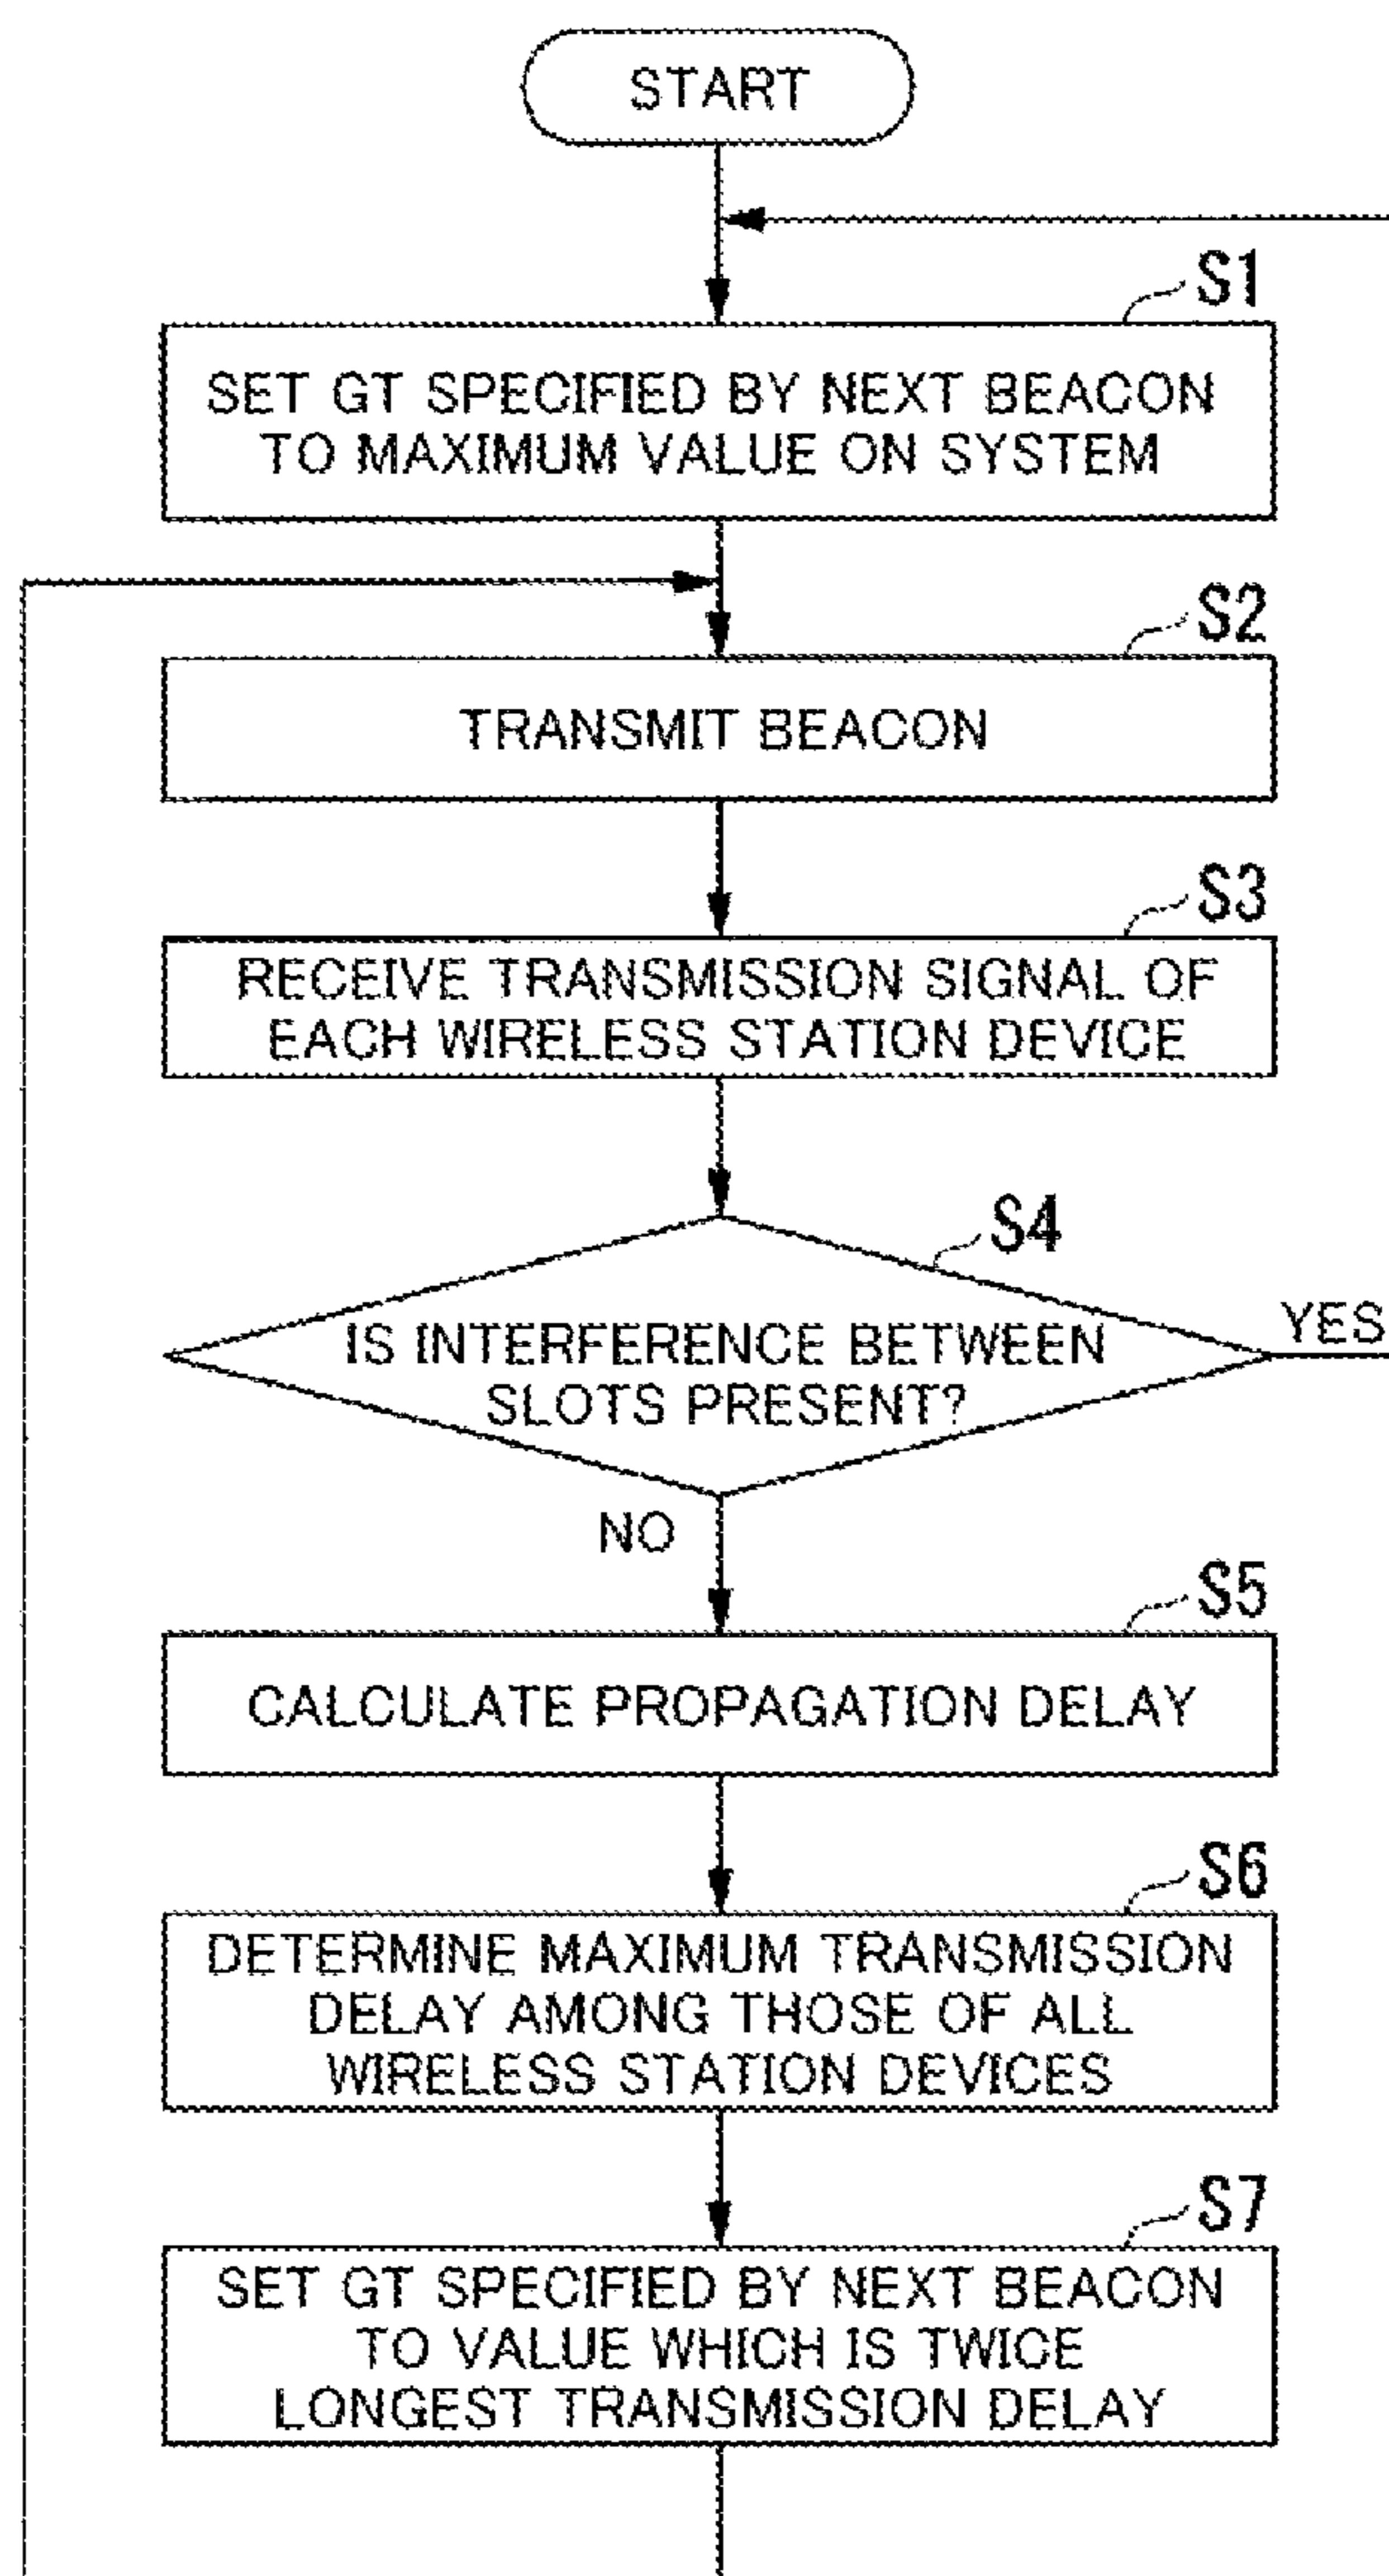 START
S1
SET GT SPECIFIED BY NEXT BEACON
TO MAXIMUM VALUE ON SYSTEM
S2
TRANSMIT BEACON
S3
RECEIVE TRANSMISSION SIGNAL OF
EACH WIRELESS STATION DEVICE
S4
IS INTERFERENCE BETWEEN
SLOTS PRESENT?
YES
NO
S5
CALCULATE PROPAGATION DELAY
S6
DETERMINE MAXIMUM TRANSMISSION
DELAY AMONG THOSE OF ALL
WIRELESS STATION DEVICES
S7
SET GT SPECIFIED BY NEXT BEACON
TO VALUE WHICH IS TWICE
LONGEST TRANSMISSION DELAY